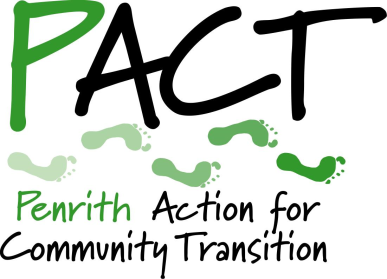 PACT
Penrith Action for
Community Transition